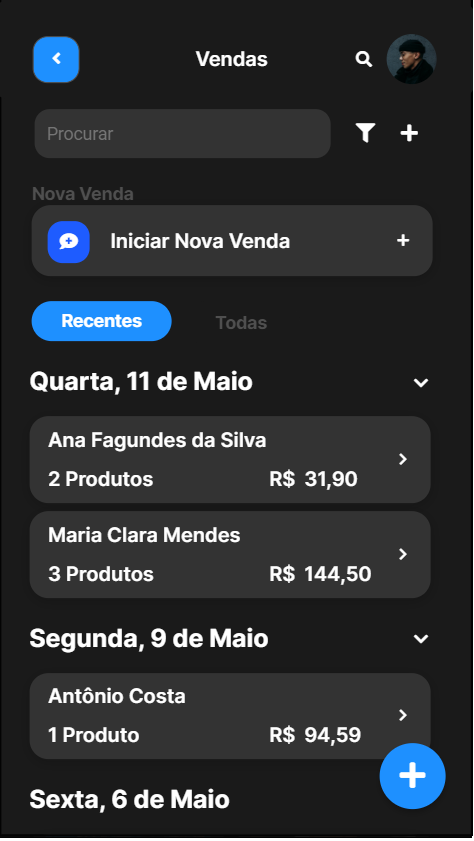 Vendas
Procurar
Nova Venda
Iniciar Nova Venda
Recentes Todas
Quarta, 11 de Maio
Ana Fagundes da Silva
2 Produtos R$ 31,90
Maria Clara Mendes
3 Produtos R$ 144,50
Segunda, 9 de Maio
Antônio Costa
1 Produto R$ 94,59
Sexta, 6 de Maio